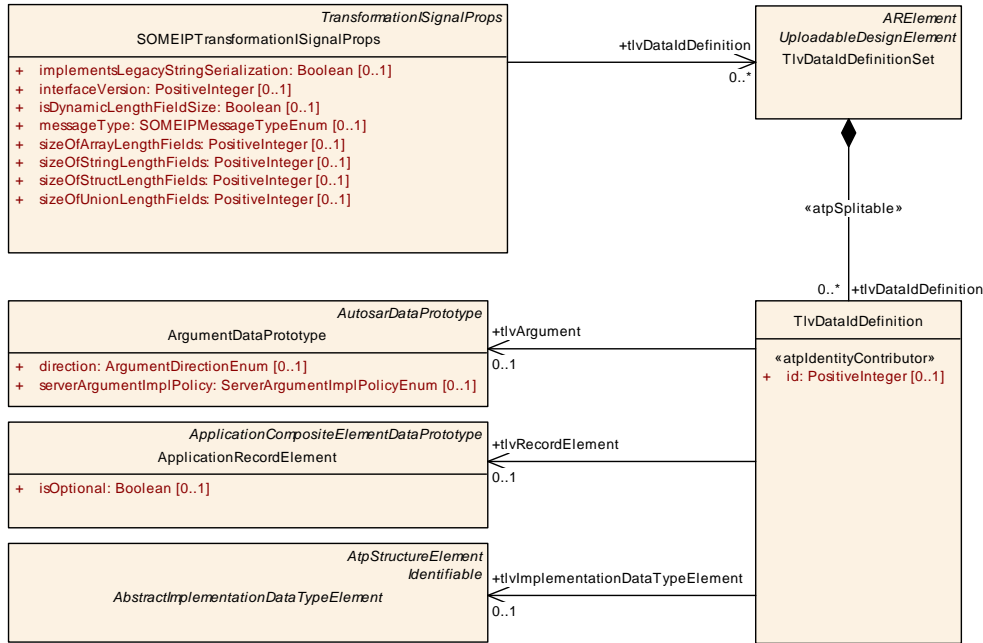 TransformationISignalProps
SOMEIPTransformationISignalProps
+ implementsLegacyStringSerialization: Boolean [0..1]
+ interfaceVersion: PositiveInteger [0..1]
+ isDynamicLengthFieldSize: Boolean [0..1]
+ messageType: SOMEIPMessageTypeEnum [0..1]
+ sizeOfArrayLengthFields: PositiveInteger [0..1]
+ sizeOfStringLengthFields: PositiveInteger [0..1]
+ sizeOfStructLengthFields: PositiveInteger [0..1]
+ sizeOfUnionLengthFields: PositiveInteger [0..1]
+tlvDataIdDefinition
0..*
ARElement
UploadableDesignElement
TlvDataIdDefinitionSet
«atpSplitable»
0..* +tlvDataIdDefinition
AutosarDataPrototype
ArgumentDataPrototype
+ direction: ArgumentDirectionEnum [0..1]
+ serverArgumentImplPolicy: ServerArgumentImplPolicyEnum [0..1]
+tlvArgument
0..1
TlvDataIdDefinition
«atpIdentityContributor»
+ id: PositiveInteger [0..1]
ApplicationCompositeElementDataPrototype
ApplicationRecordElement
+ isOptional: Boolean [0..1]
+tlvRecordElement
0..1
AtpStructureElement
Identifiable
AbstractImplementationDataTypeElement
+tlvImplementationDataTypeElement
0..1